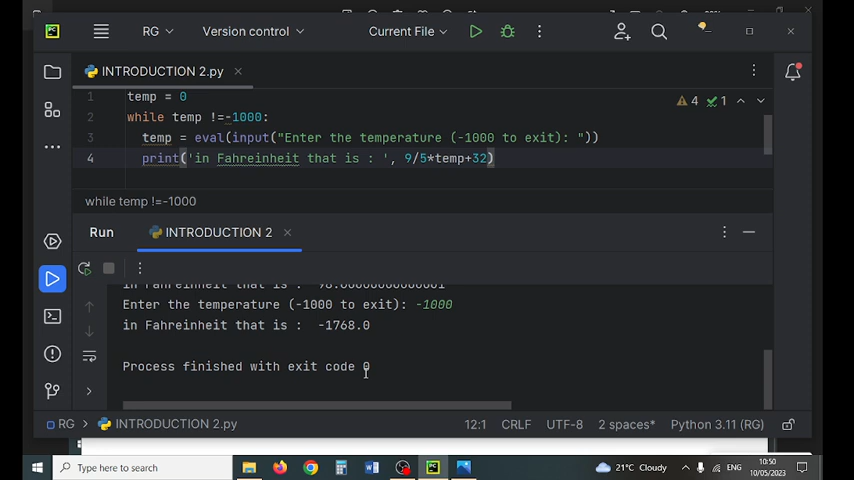 RG
Version control
Current File
INTRODUCTION 2.py
1 temp = 0
2 while temp !=-1000:
3 temp = eval(input("Enter the temperature (-1000 to exit): "))
4 print('in Fahreinheit that is : ', 9/5*temp+32)
4 1
while temp !=-1000
Run INTRODUCTION 2
in Fahreinheit that is :
Enter the temperature (-1000 to exit): -1000
in Fahreinheit that is : -1768.0
Process finished with exit code 0
RG > INTRODUCTION 2.py 12:1 CRLF UTF-8 2 spaces* Python 3.11 (RG)
Type here to search
21°C Cloudy
ENG
10:50
10/05/2023